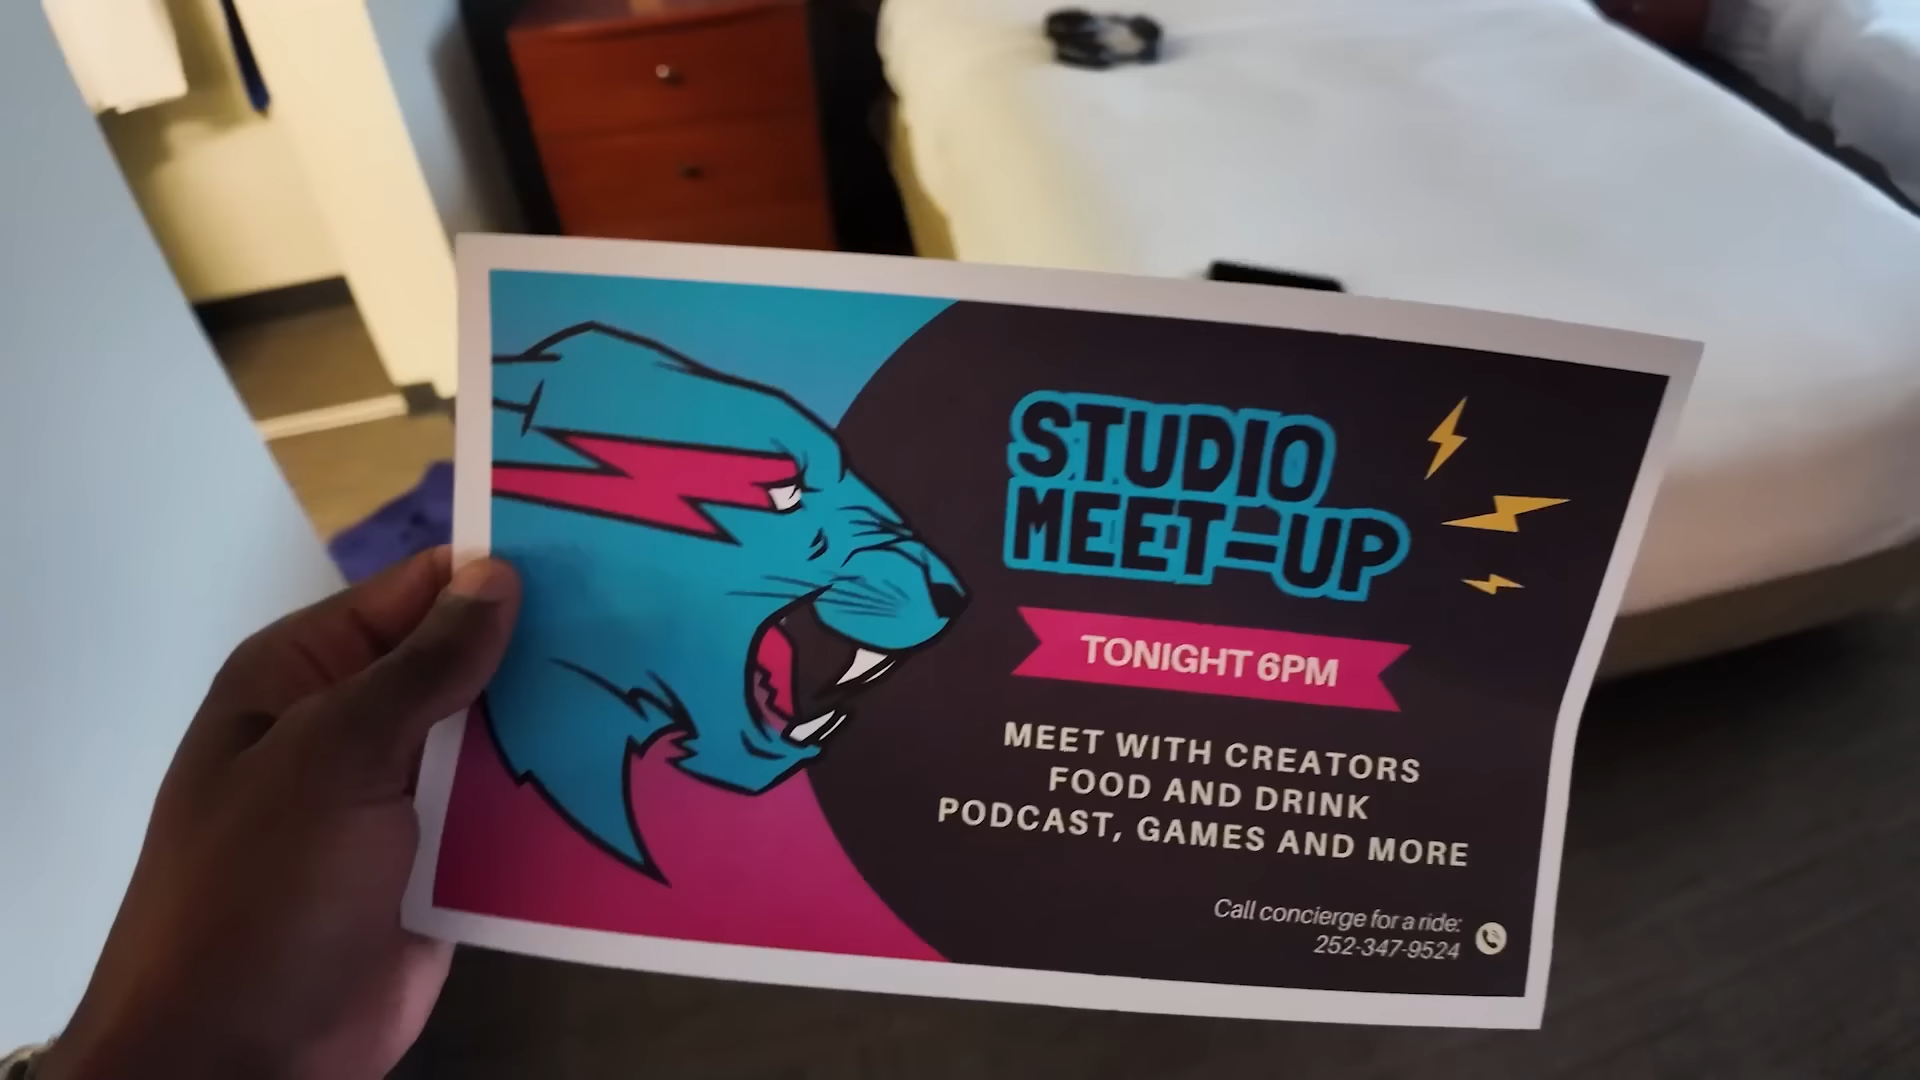 STUDIO
MEET-UP
TONIGHT 6PM
MEET WITH CREATORS
FOOD AND DRINK
PODCAST, GAMES AND MORE
Call concierge for a ride:
252-347-9524